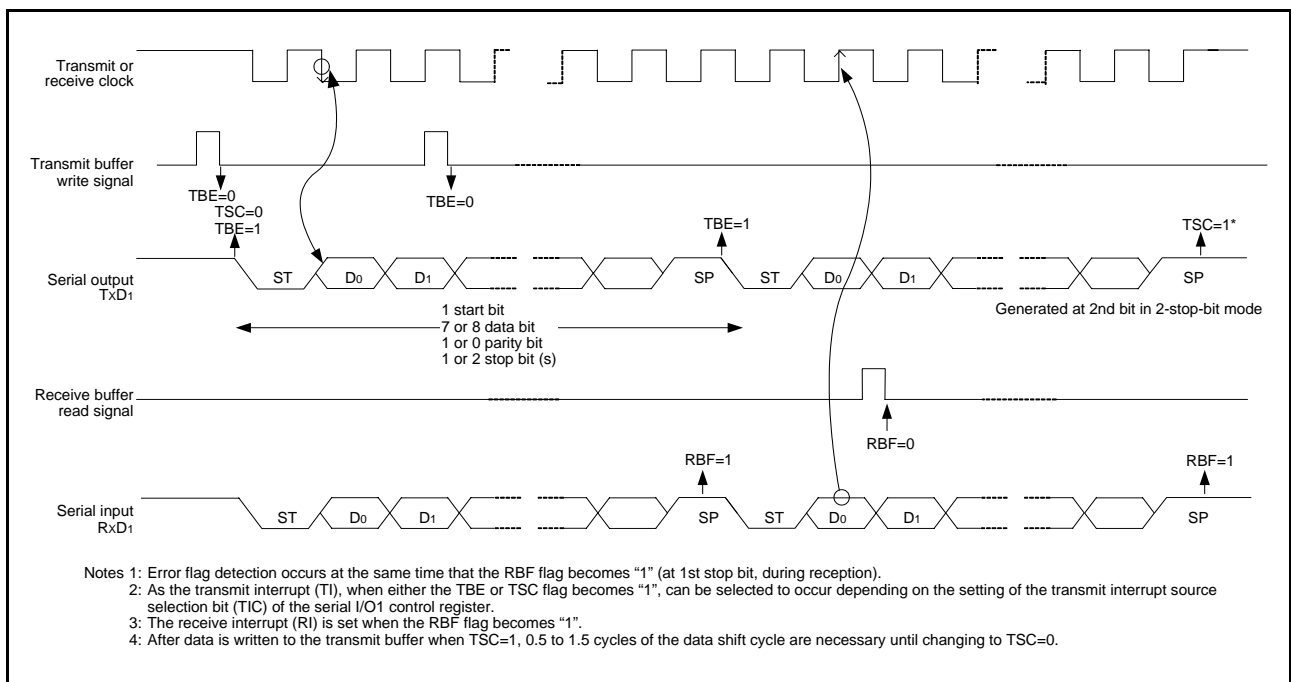 Transmit or
receive clock
Transmit buffer
write signal
TBE=0
TSC=0
TBE=1
TBE=0
TBE=1
TSC=1*
Serial output
TxD1
ST
D0
D1
SP
ST
D0
D1
SP
1 start bit
7 or 8 data bit
1 or 0 parity bit
1 or 2 stop bit (s)
Generated at 2nd bit in 2-stop-bit mode
Receive buffer
read signal
RBF=0
RBF=1
RBF=1
Serial input
RxD1
ST
D0
D1
SP
ST
D0
D1
SP
Notes 1: Error flag detection occurs at the same time that the RBF flag becomes “1” (at 1st stop bit, during reception).
2: As the transmit interrupt (TI), when either the TBE or TSC flag becomes “1”, can be selected to occur depending on the setting of the transmit interrupt source
selection bit (TIC) of the serial I/O1 control register.
3: The receive interrupt (RI) is set when the RBF flag becomes “1”.
4: After data is written to the transmit buffer when TSC=1, 0.5 to 1.5 cycles of the data shift cycle are necessary until changing to TSC=0.